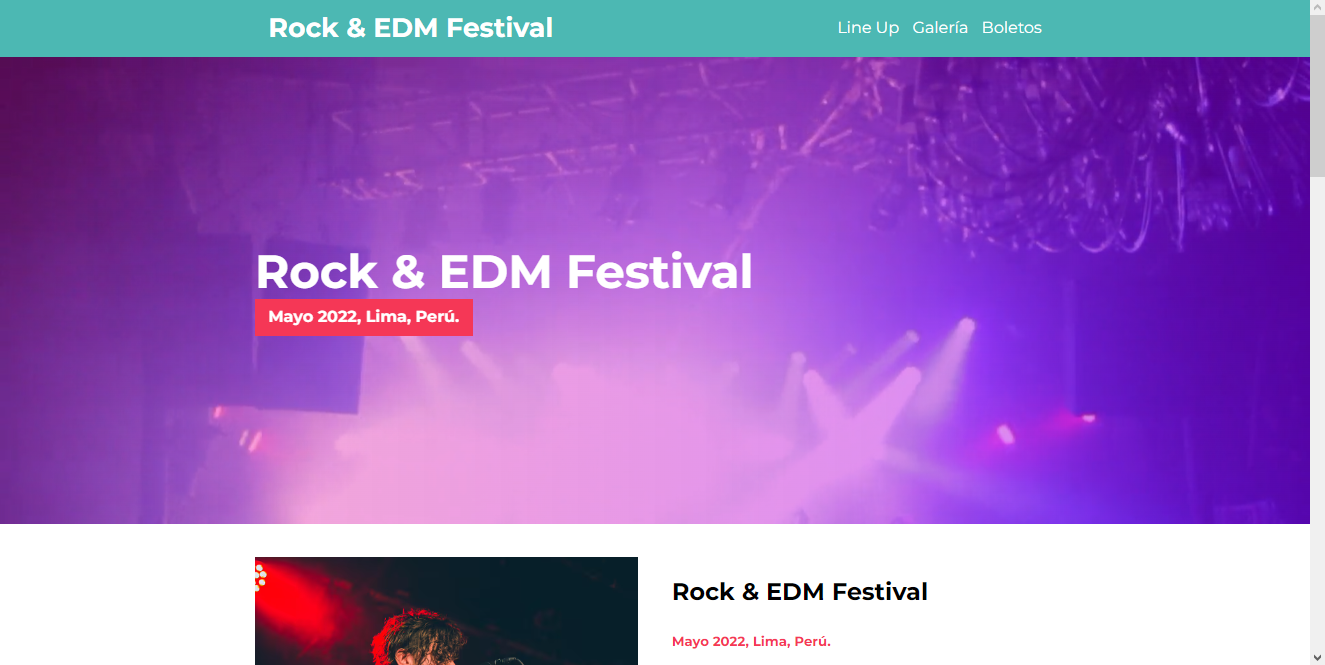 Rock & EDM Festival
Line Up Galería Boletos
Rock & EDM Festival
Mayo 2022, Lima, Perú.
Rock & EDM Festival
Mayo 2022, Lima, Perú.